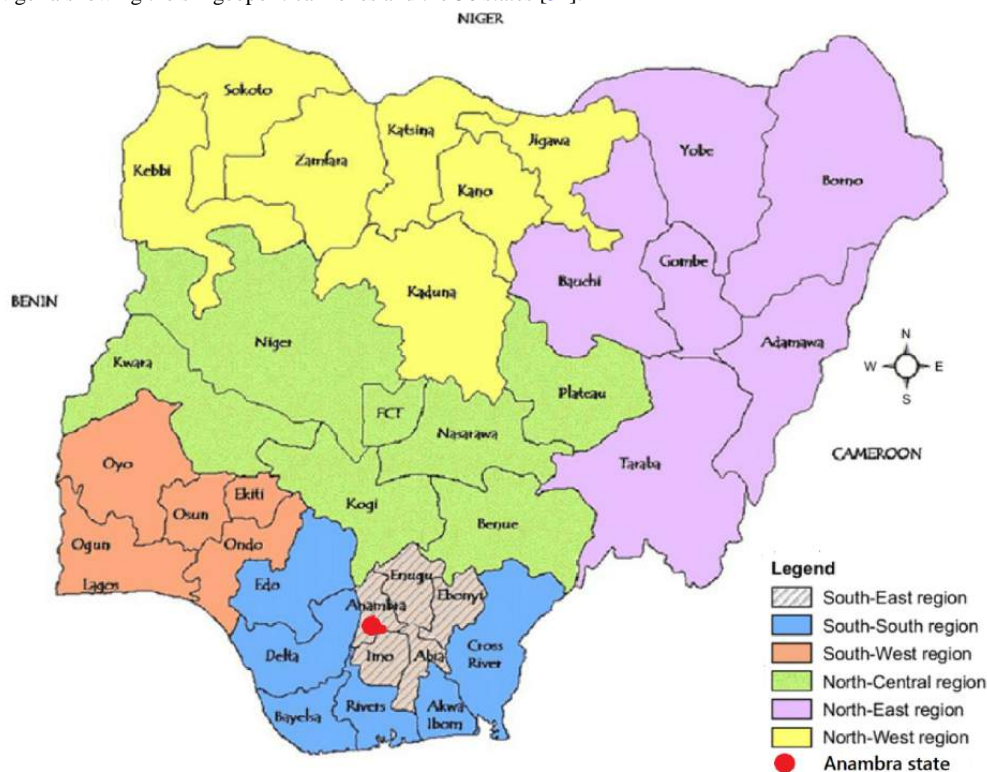 NIGER
Sokoto
Katsina
Jigawa
Yobe
Kebbi
Zamfara
Kano
Borno
Gombe
Bauchi
BENIN
Kaduna
Niger
Adamawa
N
W
E
S
Kwara
Plateau
FCT
Nasarawa
CAMEROON
Oyo
Taraba
Ekiti
Kogi
Osun
Benue
Ogun
Ondo
Lagos
Edo
Enugu
Ebonyi
Anambra
Delta
Imo
Abia
Cross
River
Bayelsa
Rivers
Akwa
Ibom
Legend
South-East region
South-South region
South-West region
North-Central region
North-East region
North-West region
Anambra state